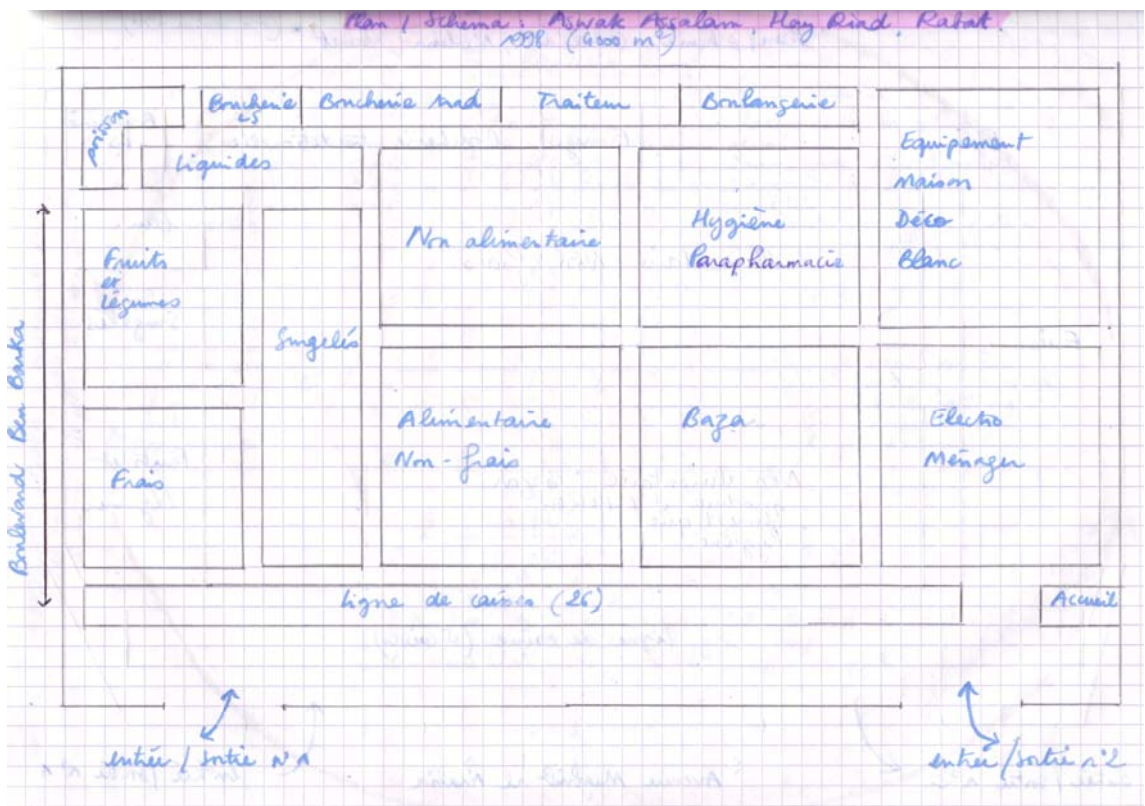 Plan / Schema : Aswak Assalam, Hay Riad, Rabat.
1998 (4000 m²)
Poisson
Boucherie
LS
Boucherie trad
Traiteur
Boulangerie
Liquides
Equipement
Maison
Déco
Blanc
Non alimentaire
Hygiène
Parapharmacie
Fruits
et
légumes
Surgelés
Boulevard Ben Barka
Alimentaire
Non-frais
Baza
Electro
Ménager
Frais
Ligne de caisses (26)
Accueil
entrée / sortie n°1
entrée / sortie n°2